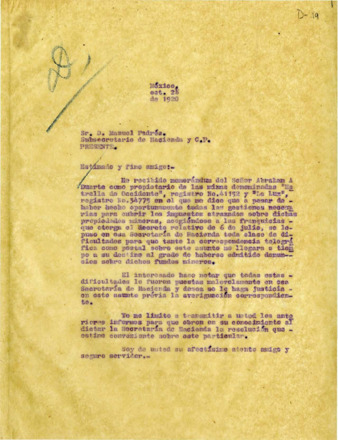 D-19
México,
oct. 26
de 1920
Sr. D. Manuel Padrés.
Subsecretario de Hacienda y C.P.
PRESENTE.
Estimado y fino amigo:-
He recibido memorándum del Señor Abraham A
Duarte como propietario de las minas denominadas "Es
trella de Occidente", registro No. 41192 y "La Luz",
registro No. 34775 en el que me dice que a pesar de
haber hecho oportunamente todas las gestiones necesa
rias para cubrir los impuestos atrasados sobre dichas
propiedades mineras, acogiéndose a las franquicias
que otorga el Decreto relativo de 6 de julio, se le
puso en esa Secretaría de Hacienda toda clase de di
ficultades para que tanto la correspondencia telegrá
fica como postal sobre este asunto no llegara a tiem
po a su destino al grado de haberse admitido denun-
cios sobre dichos fundos mineros.
El interesado hace notar que todas estas
dificultades le fueron puestas en esa
Secretaría de Hacienda y desea se le haga justicia
en este asunto previa la averiguación correspondiente.
Yo me limito a transmitir a usted los ante
riores informes para que obren en su conocimiento al
dictar la Secretaría de Hacienda la resolución que
estime conveniente sobre este particular.
Soy de usted su afectísimo atento amigo y
seguro servidor.-